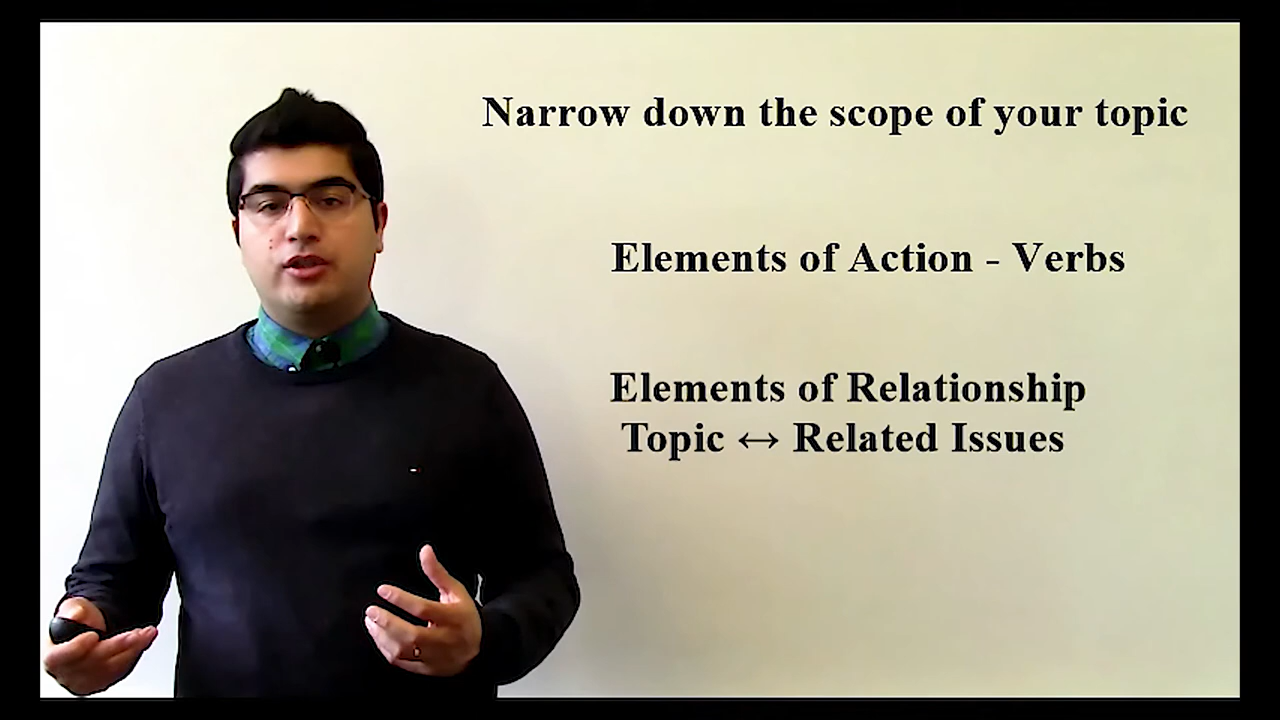 Narrow down the scope of your topic
Elements of Action - Verbs
Elements of Relationship
Topic ↔ Related Issues